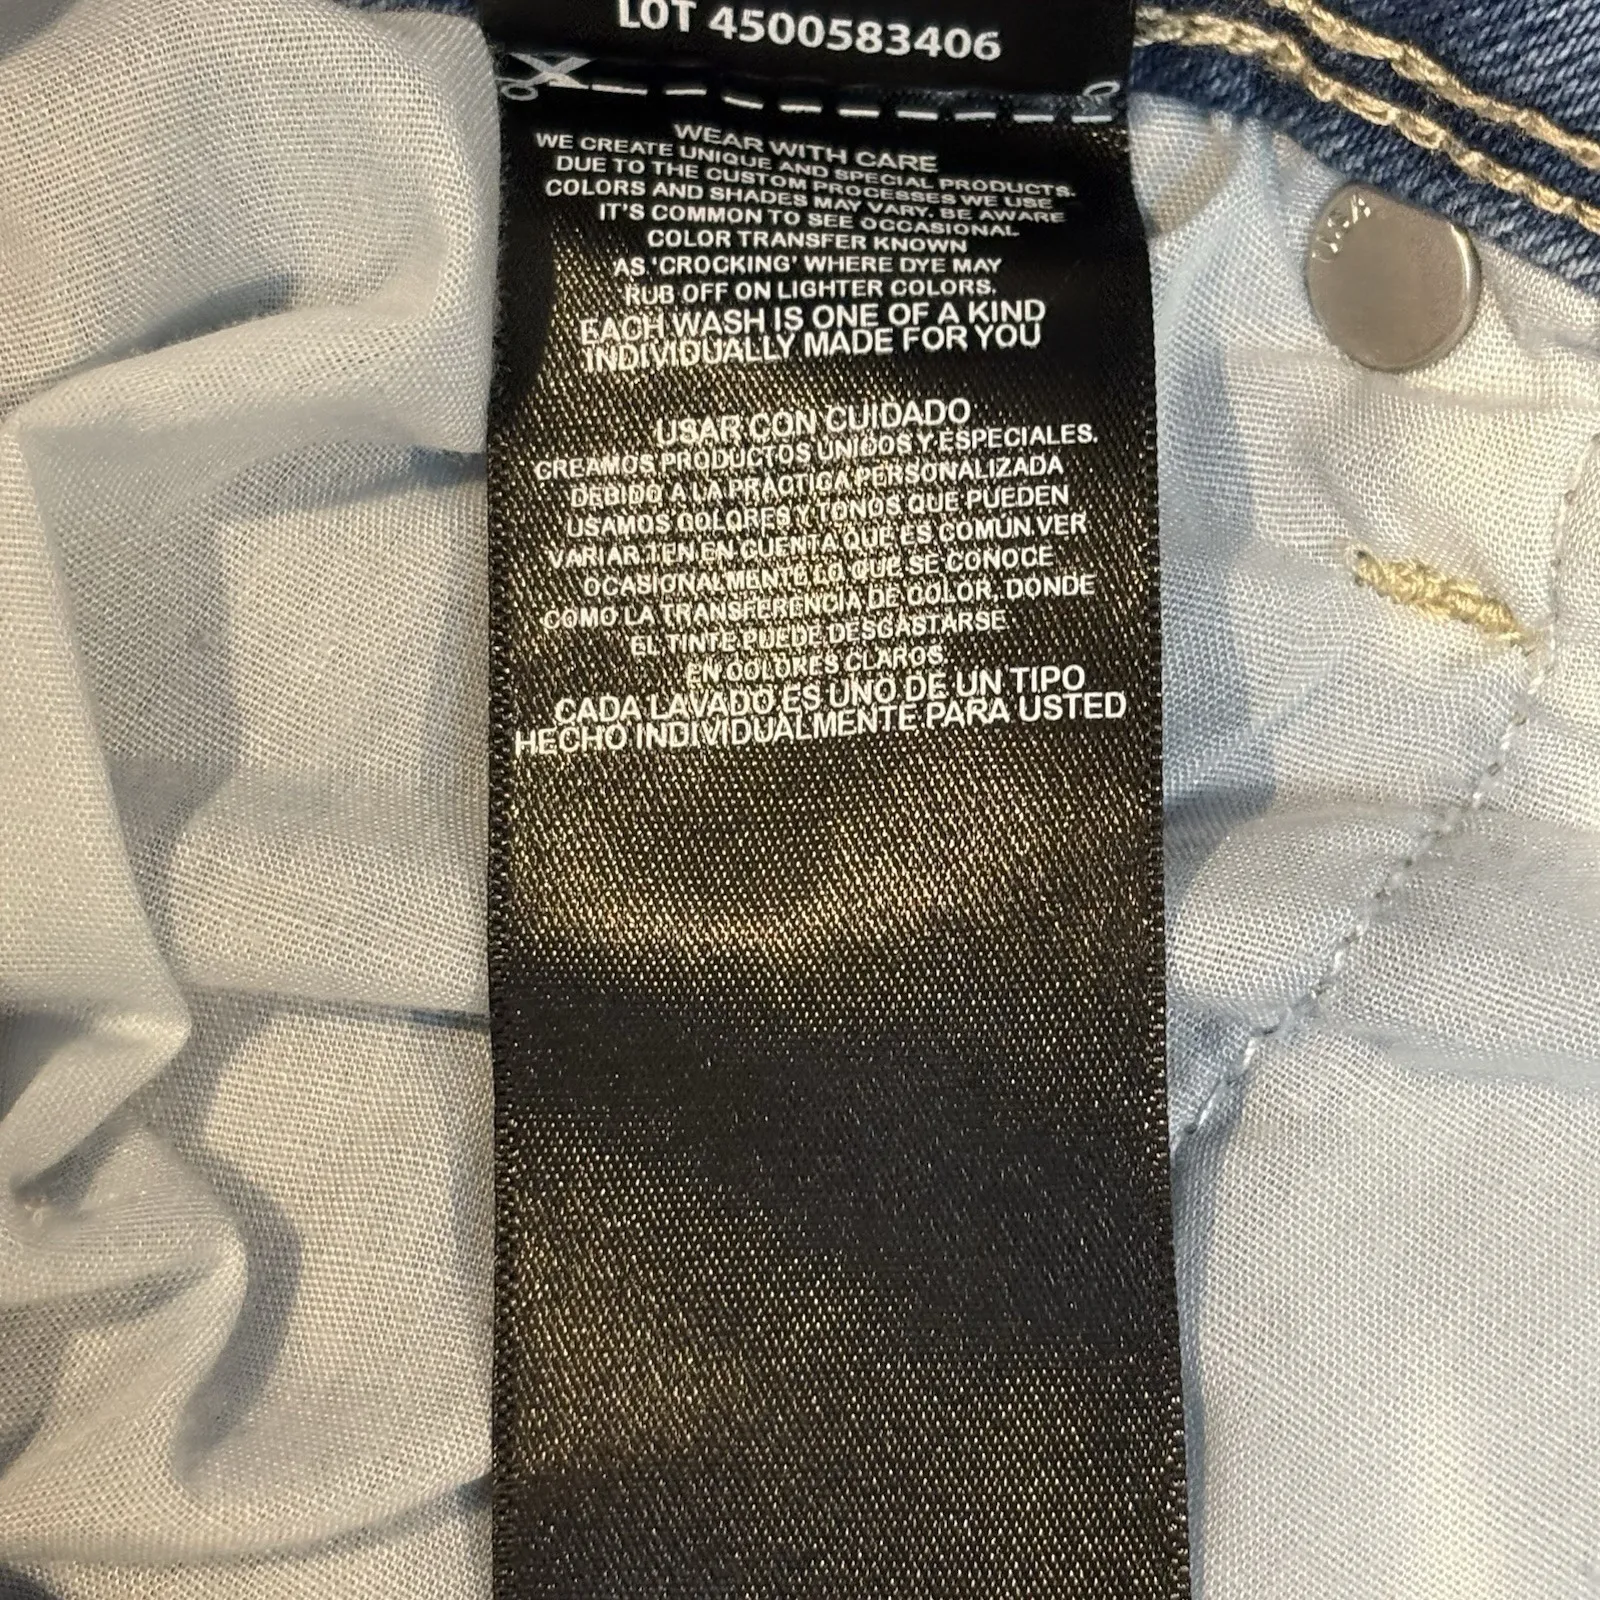 LOT 4500583406
WEAR WITH CARE
WE CREATE UNIQUE AND SPECIAL PRODUCTS.
DUE TO THE CUSTOM PROCESSES WE USE
COLORS AND SHADES MAY VARY. BE AWARE
IT'S COMMON TO SEE OCCASIONAL
COLOR TRANSFER KNOWN
AS 'CROCKING' WHERE DYE MAY
RUB OFF ON LIGHTER COLORS.
EACH WASH IS ONE OF A KIND
INDIVIDUALLY MADE FOR YOU
USAR CON CUIDADO
CREAMOS PRODUCTOS UNICOS Y ESPECIALES.
DEBIDO A LA PRACTICA PERSONALIZADA
USAMOS COLORES Y TONOS QUE PUEDEN
VARIAR.TEN EN CUENTA QUE ES COMÚN VER
OCASIONALMENTE LO QUE SE CONOCE
COMO LA TRANSFERENCIA DE COLOR, DONDE
EL TINTE PUEDE DESGASTARSE
EN COLORES CLAROS.
CADA LAVADO ES UNO DE UN TIPO
HECHO INDIVIDUALMENTE PARA USTED
USA